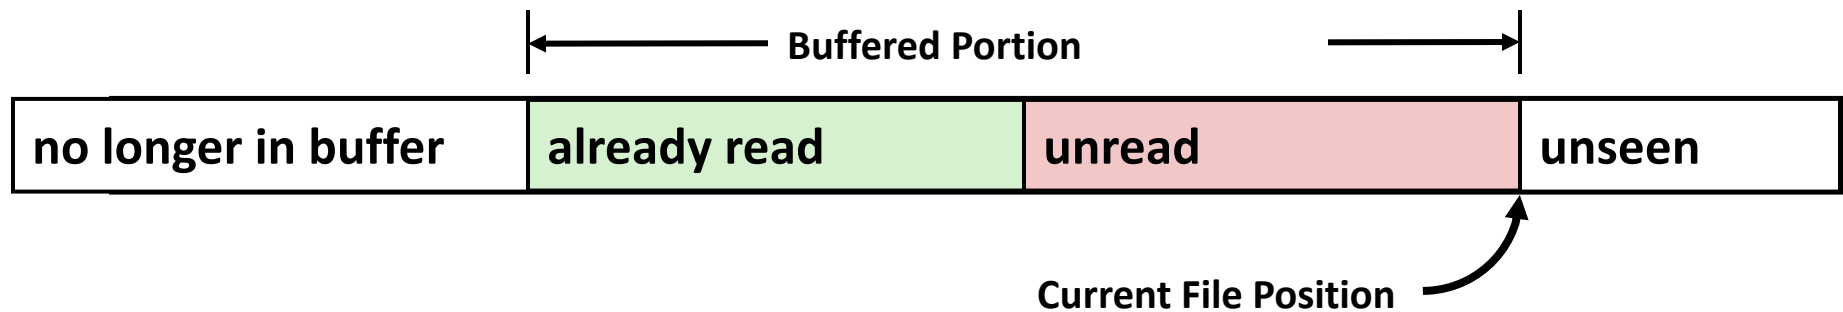 Buffered Portion
no longer in buffer
already read
unread
unseen
Current File Position